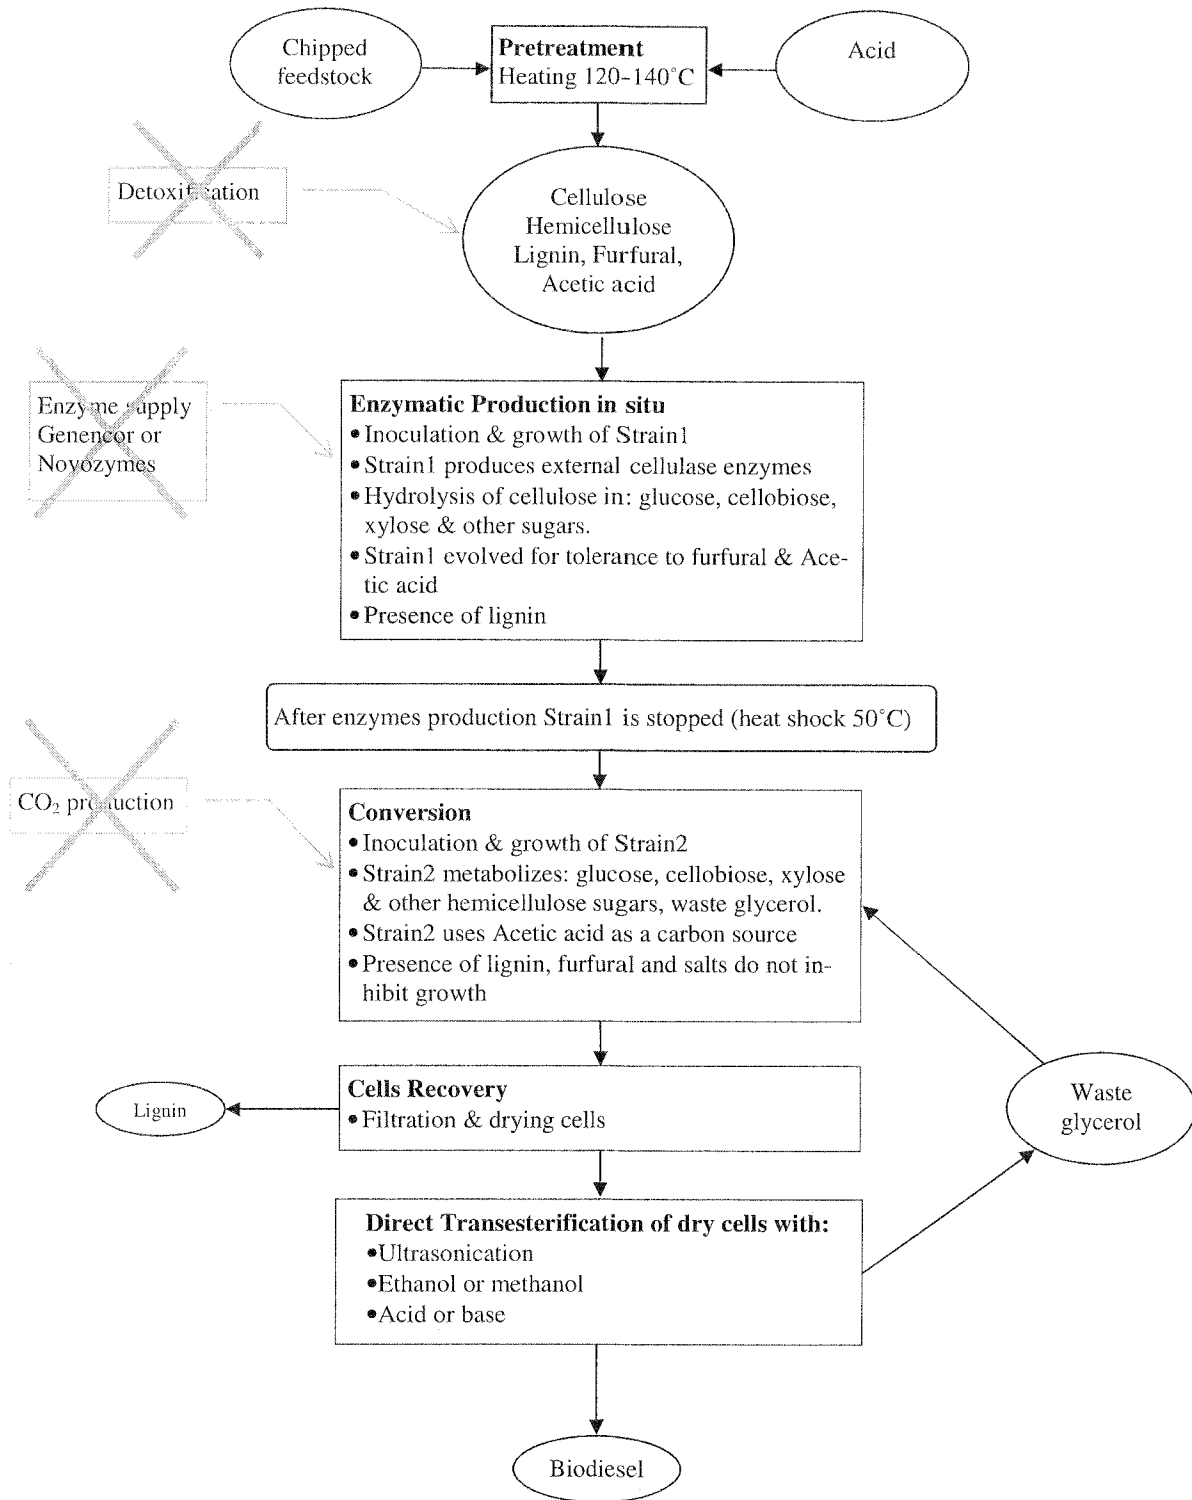 Chipped
feedstock
Pretreatment
Heating 120-140°C
Acid
Detoxification
Cellulose
Hemicellulose
Lignin, Furfural,
Acetic acid
Enzyme supply
Genencor or
Novozymes
Enzymatic Production in situ
• Inoculation & growth of Strain1
• Strain1 produces external cellulase enzymes
• Hydrolysis of cellulose in: glucose, cellobiose,
xylose & other sugars.
• Strain1 evolved for tolerance to furfural & Ace-
tic acid
• Presence of lignin
After enzymes production Strain1 is stopped (heat shock 50°C)
CO₂ production
Conversion
• Inoculation & growth of Strain2
• Strain2 metabolizes: glucose, cellobiose, xylose
& other hemicellulose sugars, waste glycerol.
• Strain2 uses Acetic acid as a carbon source
• Presence of lignin, furfural and salts do not in-
hibit growth
Cells Recovery
• Filtration & drying cells
Lignin
Waste
glycerol
Direct Transesterification of dry cells with:
• Ultrasonication
• Ethanol or methanol
• Acid or base
Biodiesel